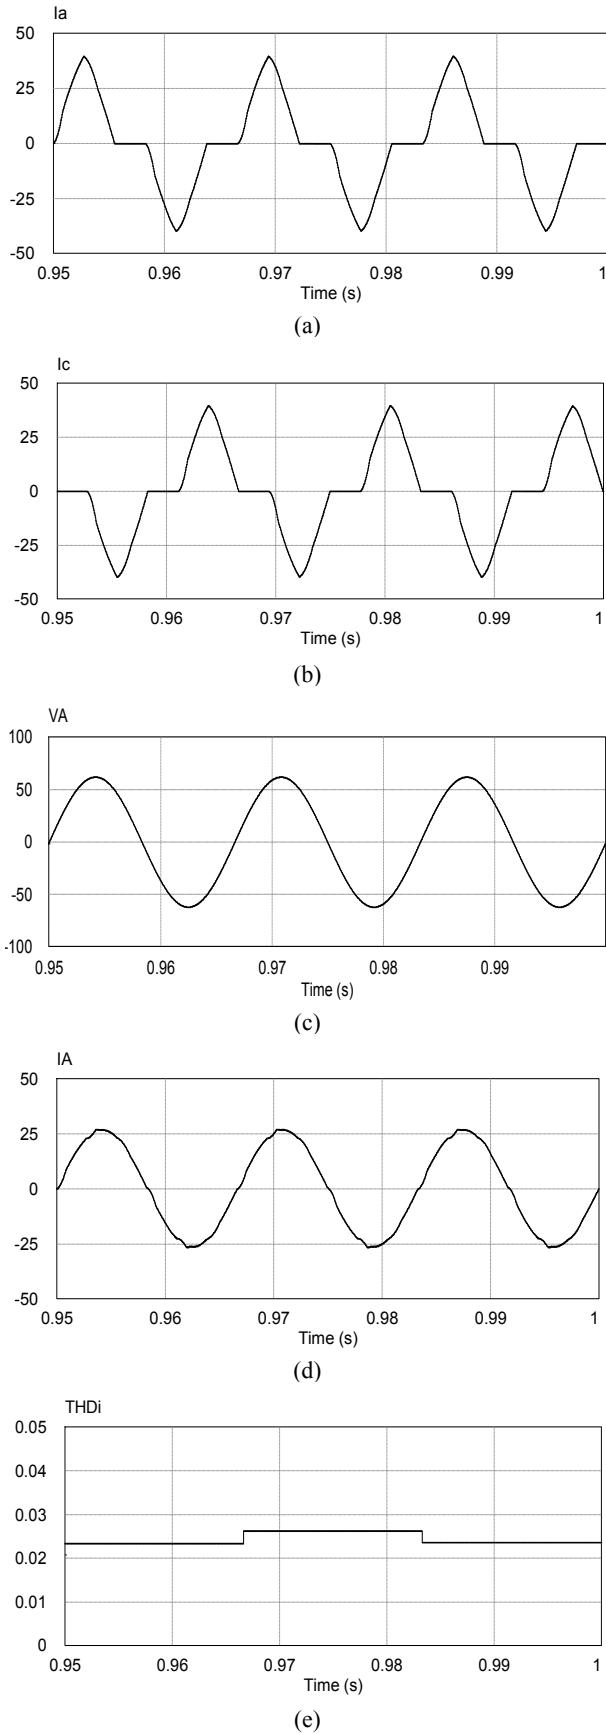 Ia
50
25
0
-25
-50
0.95 0.96 0.97 0.98 0.99 1
Time (s)
(a)
Ic
50
25
0
-25
-50
0.95 0.96 0.97 0.98 0.99 1
Time (s)
(b)
VA
100
50
0
-50
-100
0.95 0.96 0.97 0.98 0.99
Time (s)
(c)
IA
50
25
0
-25
-50
0.95 0.96 0.97 0.98 0.99 1
Time (s)
(d)
THDi
0.05
0.04
0.03
0.02
0.01
0
0.95 0.96 0.97 0.98 0.99 1
Time (s)
(e)